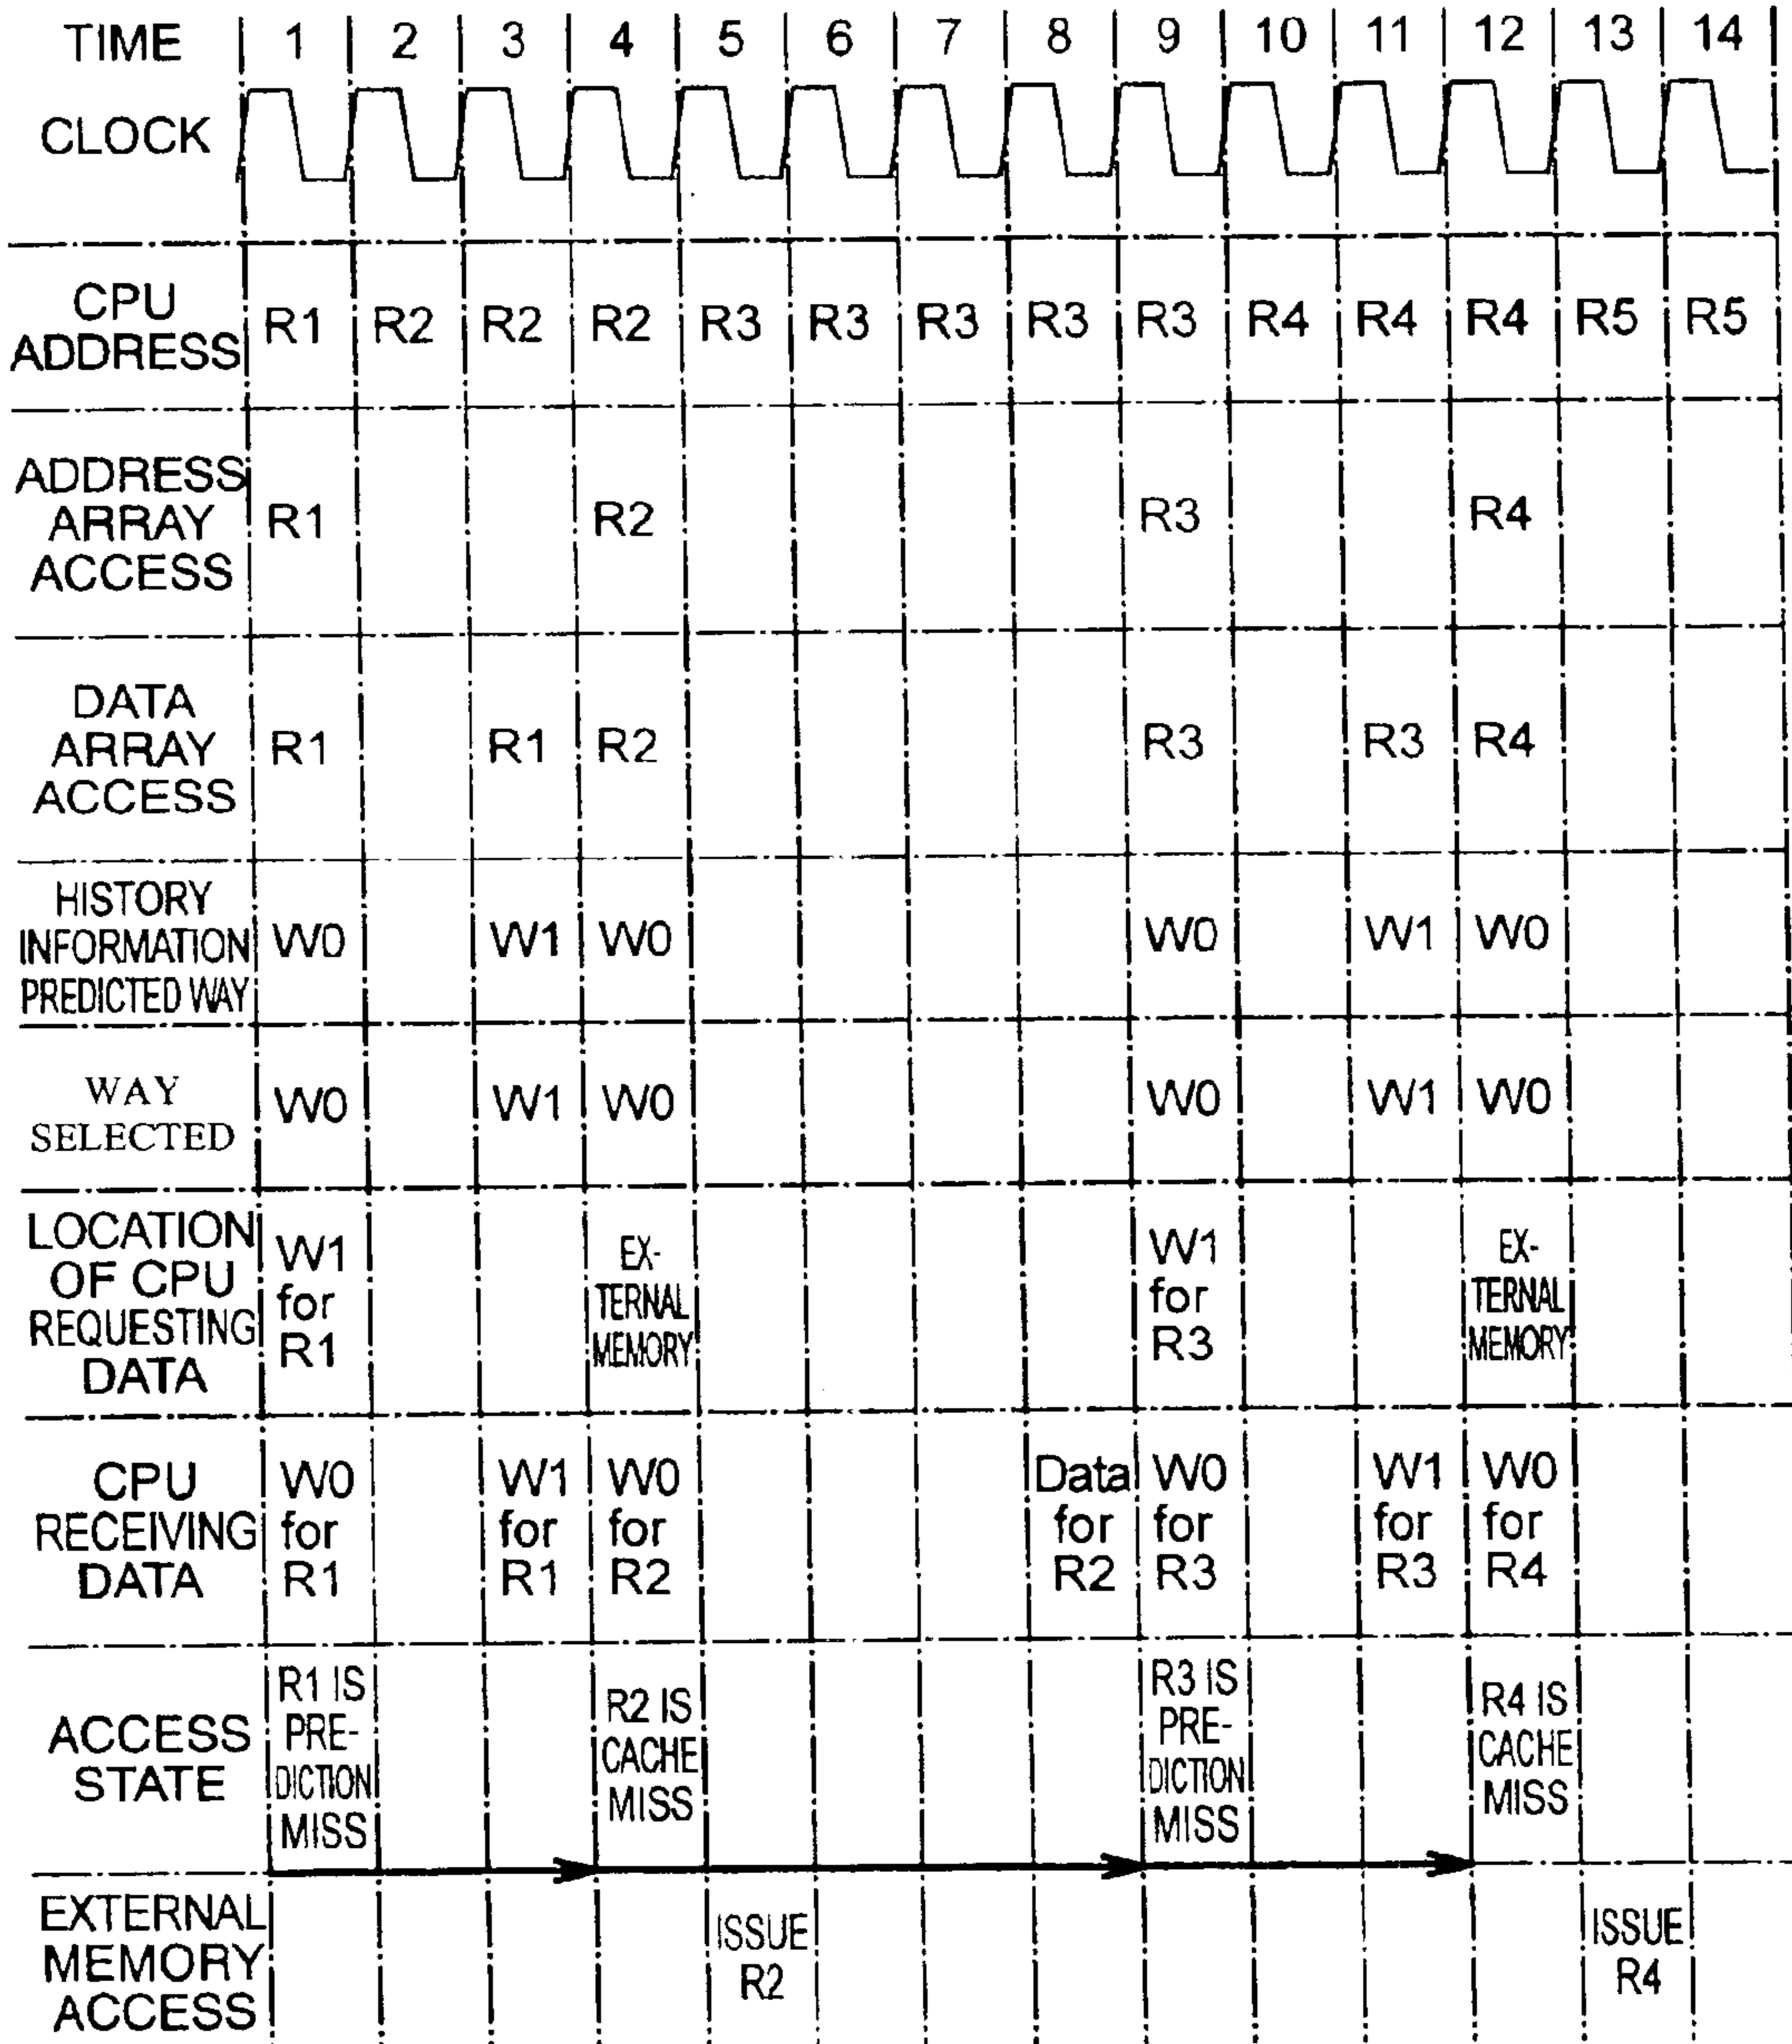 TIME 1 2 3 4 5 6 7 8 9 10 11 12 13 14
CLOCK
CPU
ADDRESS
R1 R2 R2 R2 R3 R3 R3 R3 R3 R4 R4 R4 R5 R5
ADDRESS
ARRAY
ACCESS
R1 R2 R3 R4
DATA
ARRAY
ACCESS
R1 R1 R2 R3 R3 R4
HISTORY
INFORMATION
PREDICTED WAY
W0 W1 W0 W0 W1 W0
WAY
SELECTED
W0 W1 W0 W0 W1 W0
LOCATION
OF CPU
REQUESTING
DATA
W1
for
R1
EX-
TERNAL
MEMORY
W1
for
R3
EX-
TERNAL
MEMORY
CPU
RECEIVING
DATA
W0
for
R1
W1
for
R1
W0
for
R2
Data
for
R2
W0
for
R3
W1
for
R3
W0
for
R4
ACCESS
STATE
R1 IS
PRE-
DICTION
MISS
R2 IS
CACHE
MISS
R3 IS
PRE-
DICTION
MISS
R4 IS
CACHE
MISS
EXTERNAL
MEMORY
ACCESS
ISSUE
R2
ISSUE
R4